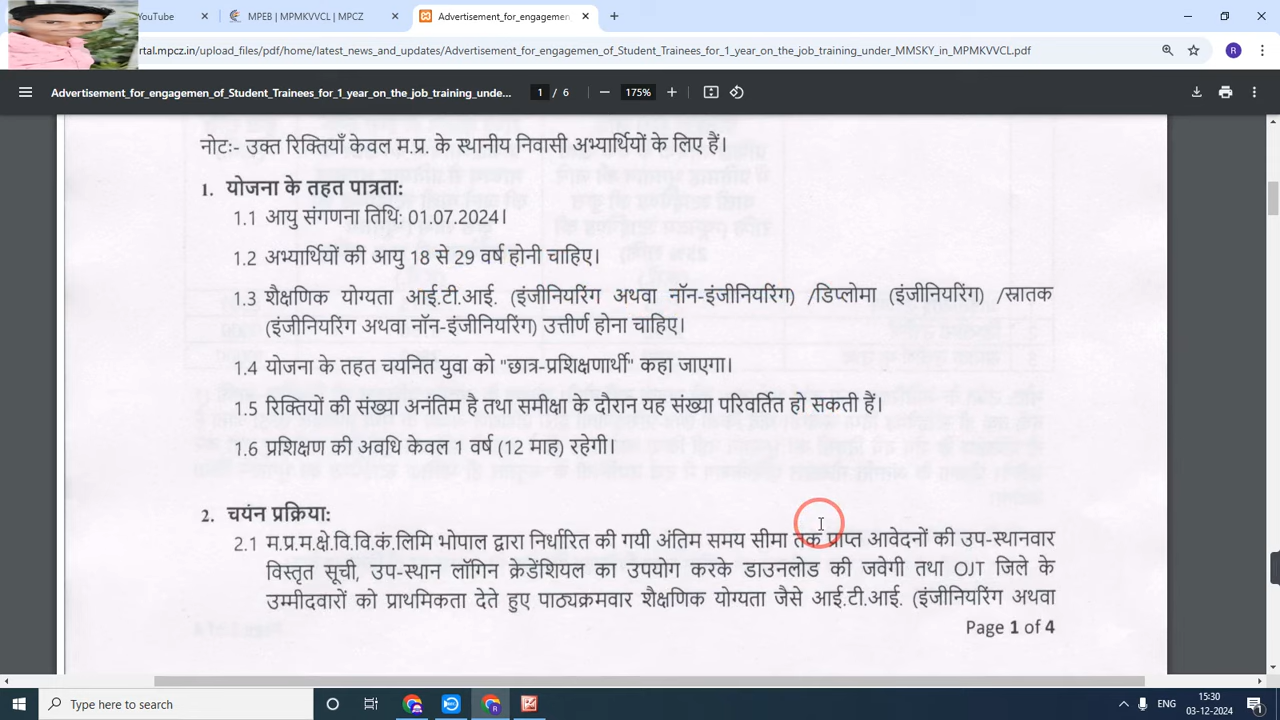 YouTube
MPEB | MPMKVVCL | MPCZ
Advertisement_for_engagemen
rtal.mpcz.in/upload_files/pdf/home/latest_news_and_updates/Advertisement_for_engagemen_of_Student_Trainees_for_1_year_on_the_job_training_under_MMSKY_in_MPMKVVCL.pdf
R
Advertisement_for_engagemen_of_Student_Trainees_for_1_year_on_the_job_training_unde...
1 / 6
175%
नोटः- उक्त रिक्तियाँ केवल म.प्र. के स्थानीय निवासी अभ्यार्थियों के लिए हैं।
1. योजना के तहत पात्रता:
1.1 आयु संगणना तिथि: 01.07.2024।
1.2 अभ्यार्थियों की आयु 18 से 29 वर्ष होनी चाहिए।
1.3 शैक्षणिक योग्यता आई.टी.आई. (इंजीनियरिंग अथवा नॉन-इंजीनियरिंग) /डिप्लोमा (इंजीनियरिंग) /स्नातक
(इंजीनियरिंग अथवा नॉन-इंजीनियरिंग) उत्तीर्ण होना चाहिए।
1.4 योजना के तहत चयनित युवा को "छात्र-प्रशिक्षणार्थी" कहा जाएगा।
1.5 रिक्तियों की संख्या अनंतिम है तथा समीक्षा के दौरान यह संख्या परिवर्तित हो सकती हैं।
1.6 प्रशिक्षण की अवधि केवल 1 वर्ष (12 माह) रहेगी।
2. चयंन प्रक्रिया:
2.1 म.प्र.म.क्षे.वि.वि.कं.लिमि भोपाल द्वारा निर्धारित की गयी अंतिम समय सीमा तक प्राप्त आवेदनों की उप-स्थानवार
विस्तृत सूची, उप-स्थान लॉगिन क्रेडेंशियल का उपयोग करके डाउनलोड की जवेगी तथा OJT जिले के
उम्मीदवारों को प्राथमिकता देते हुए पाठ्यक्रमवार शैक्षणिक योग्यता जैसे आई.टी.आई. (इंजीनियरिंग अथवा
Page 1 of 4
Type here to search
ENG
15:30
03-12-2024